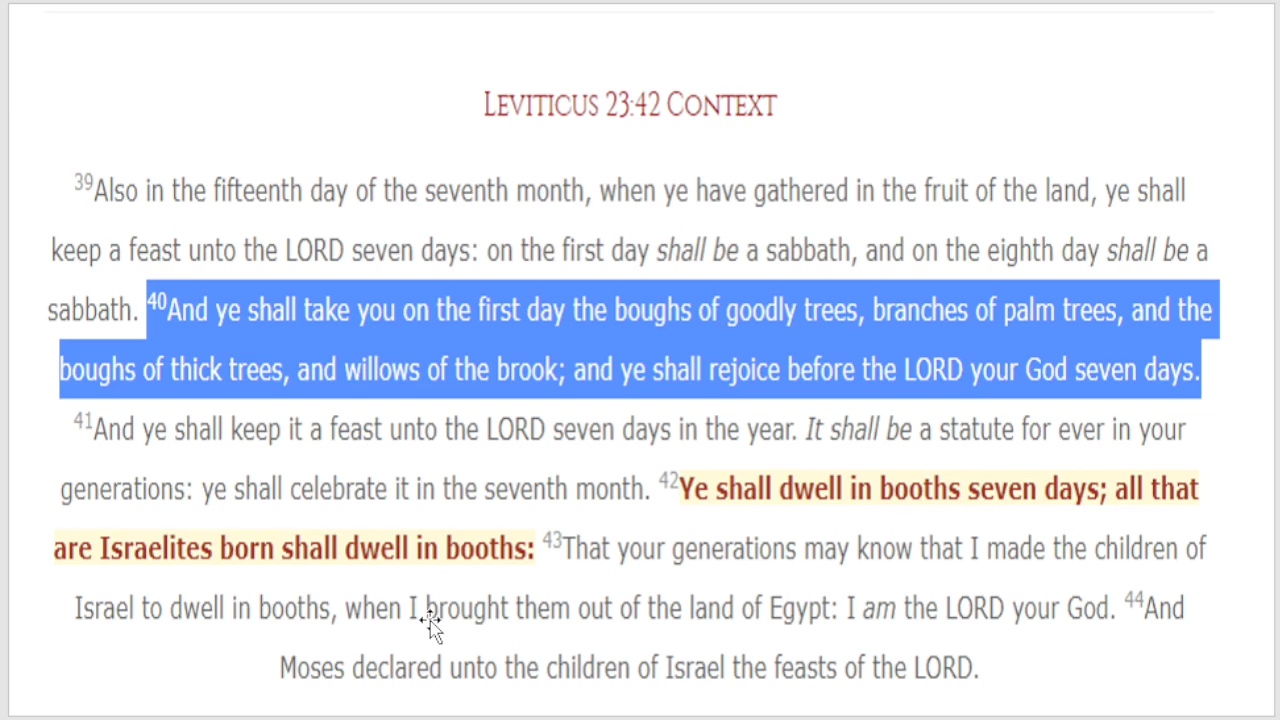 LEVITICUS 23:42 CONTEXT
39Also in the fifteenth day of the seventh month, when ye have gathered in the fruit of the land, ye shall
keep a feast unto the LORD seven days: on the first day shall be a sabbath, and on the eighth day shall be a
sabbath. 40And ye shall take you on the first day the boughs of goodly trees, branches of palm trees, and the
boughs of thick trees, and willows of the brook; and ye shall rejoice before the LORD your God seven days.
41And ye shall keep it a feast unto the LORD seven days in the year. It shall be a statute for ever in your
generations: ye shall celebrate it in the seventh month. 42Ye shall dwell in booths seven days; all that
are Israelites born shall dwell in booths: 43That your generations may know that I made the children of
Israel to dwell in booths, when I brought them out of the land of Egypt: I am the LORD your God. 44And
Moses declared unto the children of Israel the feasts of the LORD.